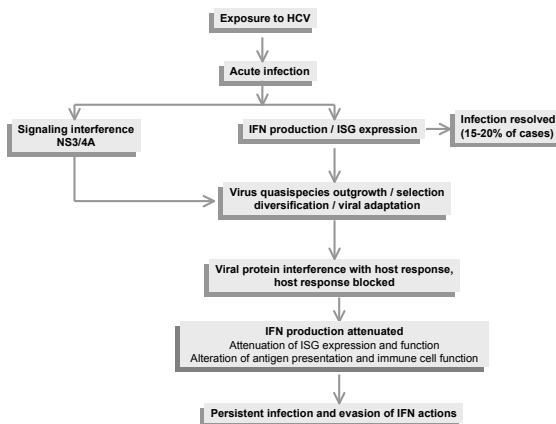 Exposure to HCV
Acute infection
Signaling interference
NS3/4A
IFN production / ISG expression
Infection resolved
(15-20% of cases)
Virus quasispecies outgrowth / selection
diversification / viral adaptation
Viral protein interference with host response,
host response blocked
IFN production attenuated
Attenuation of ISG expression and function
Alteration of antigen presentation and immune cell function
Persistent infection and evasion of IFN actions